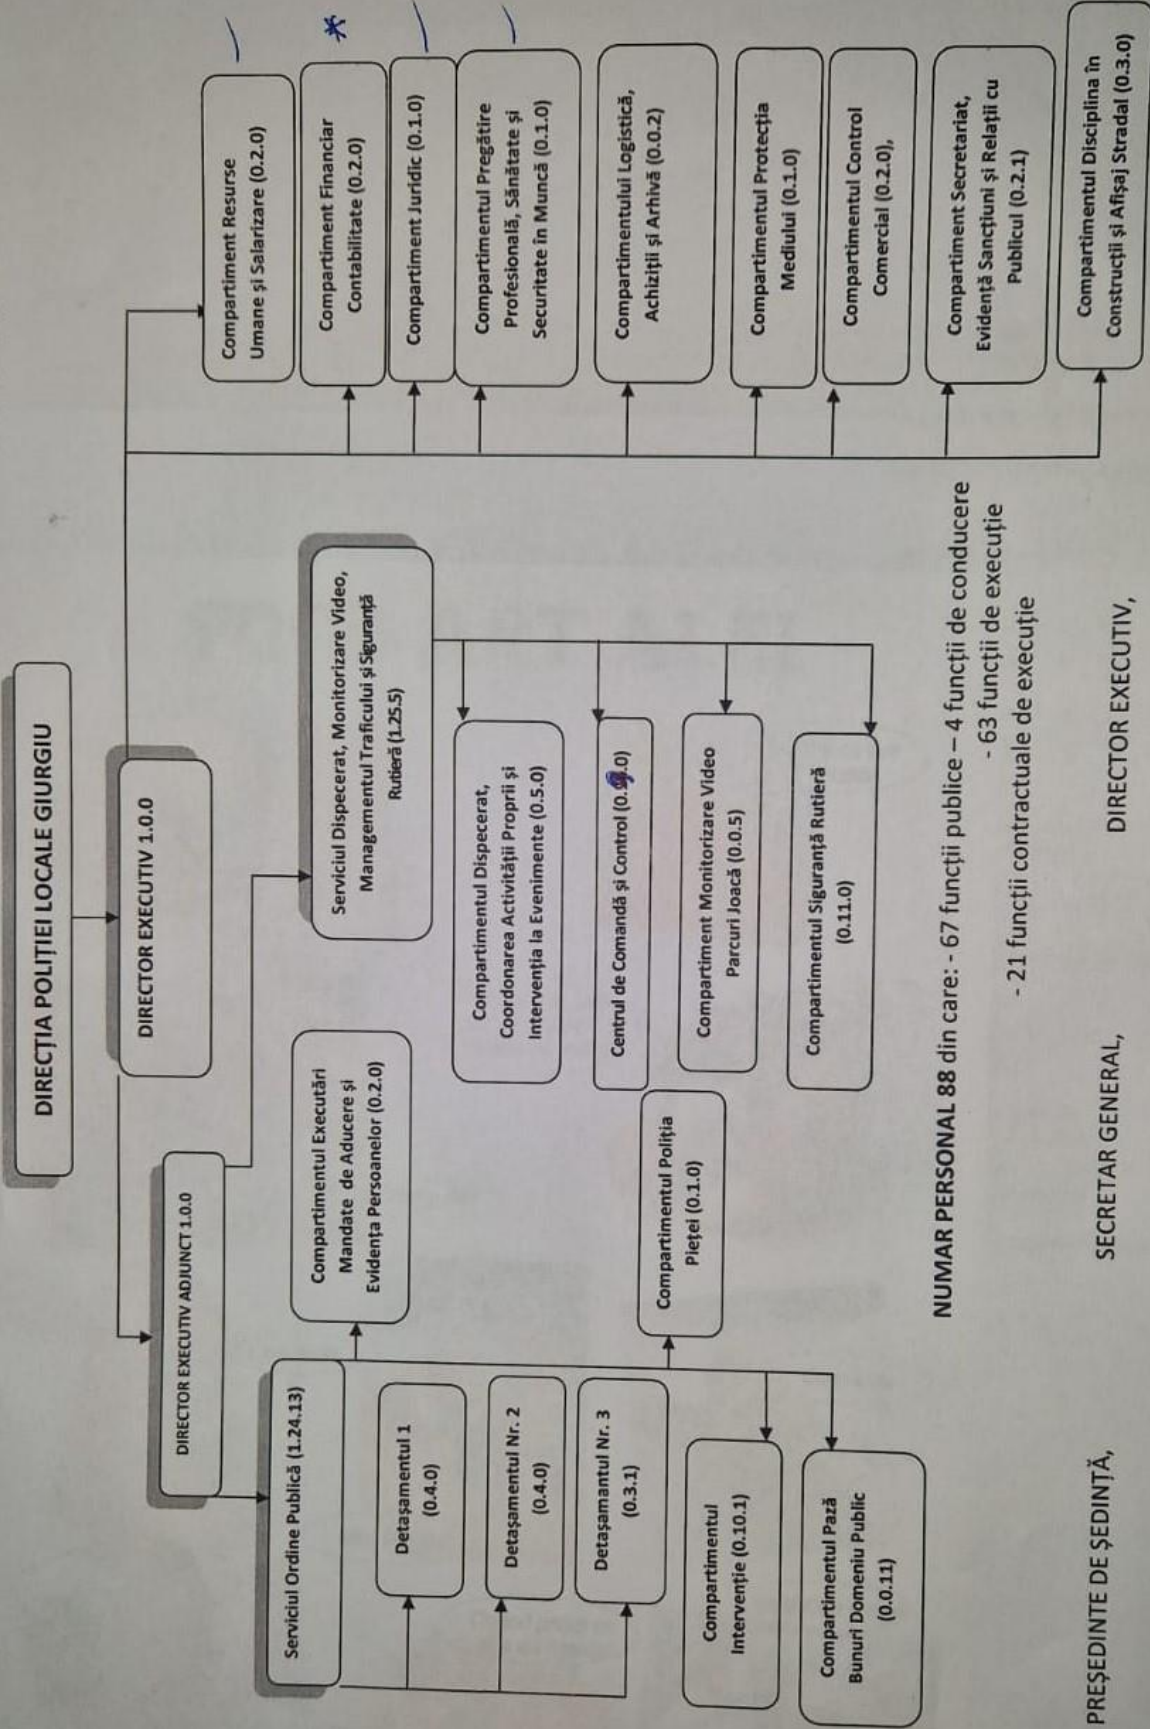 DIRECȚIA POLIȚIEI LOCALE GIURGIU
DIRECTOR EXECUTIV 1.0.0
DIRECTOR EXECUTIV ADJUNCT 1.0.0
Serviciul Ordine Publică (1.24.13)
Detașamentul 1
(0.4.0)
Detașamentul Nr. 2
(0.4.0)
Detașamantul Nr. 3
(0.3.1)
Compartimentul
Intervenție (0.10.1)
Compartimentul Pază
Bunuri Domeniu Public
(0.0.11)
Compartimentul Executări
Mandate de Aducere și
Evidența Persoanelor (0.2.0)
Compartimentul Poliția
Pieței (0.1.0)
Serviciul Dispecerat, Monitorizare Video,
Managementul Traficului și Siguranță
Rutieră (1.25.5)
Compartimentul Dispecerat,
Coordonarea Activității Proprii și
Intervenția la Evenimente (0.5.0)
Centrul de Comandă și Control
Compartiment Monitorizare Video
Parcuri Joacă (0.0.5)
Compartimentul Siguranță Rutieră
(0.11.0)
Compartiment Resurse
Umane și Salarizare (0.2.0)
Compartiment Financiar
Contabilitate (0.2.0)
Compartiment Juridic (0.1.0)
Compartimentul Pregătire
Profesională, Sănătate și
Securitate în Muncă (0.1.0)
Compartimentului Logistică,
Achiziții și Arhivă (0.0.2)
Compartimentul Protecția
Mediului (0.1.0)
Compartimentul Control
Comercial (0.2.0),
Compartiment Secretariat,
Evidență Sancțiuni și Relații cu
Publicul (0.2.1)
Compartimentul Disciplina în
Construcții și Afișaj Stradal (0.3.0)
NUMAR PERSONAL 88 din care: - 67 funcții publice – 4 funcții de conducere
- 63 funcții de execuție
- 21 funcții contractuale de execuție
PREȘEDINTE DE ȘEDINȚĂ,
SECRETAR GENERAL,
DIRECTOR EXECUTIV,